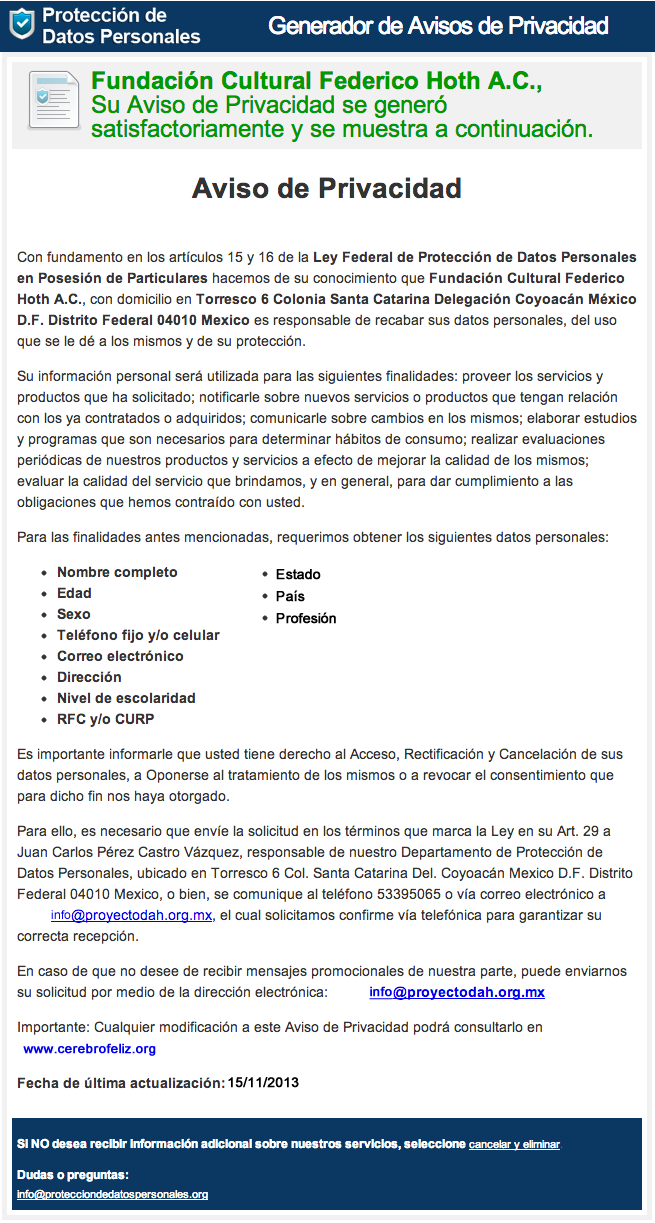 Protección de
Datos Personales
Generador de Avisos de Privacidad
Fundación Cultural Federico Hoth A.C.,
Su Aviso de Privacidad se generó
satisfactoriamente y se muestra a continuación.
Aviso de Privacidad
Con fundamento en los artículos 15 y 16 de la Ley Federal de Protección de Datos Personales
en Posesión de Particulares hacemos de su conocimiento que Fundación Cultural Federico
Hoth A.C., con domicilio en Torresco 6 Colonia Santa Catarina Delegación Coyoacán México
D.F. Distrito Federal 04010 Mexico es responsable de recabar sus datos personales, del uso
que se le dé a los mismos y de su protección.
Su información personal será utilizada para las siguientes finalidades: proveer los servicios y
productos que ha solicitado; notificarle sobre nuevos servicios o productos que tengan relación
con los ya contratados o adquiridos; comunicarle sobre cambios en los mismos; elaborar estudios
y programas que son necesarios para determinar hábitos de consumo; realizar evaluaciones
periódicas de nuestros productos y servicios a efecto de mejorar la calidad de los mismos;
evaluar la calidad del servicio que brindamos, y en general, para dar cumplimiento a las
obligaciones que hemos contraído con usted.
Para las finalidades antes mencionadas, requerimos obtener los siguientes datos personales:
• Nombre completo
• Edad
• Sexo
• Teléfono fijo y/o celular
• Correo electrónico
• Dirección
• Nivel de escolaridad
• RFC y/o CURP
• Estado
• País
• Profesión
Es importante informarle que usted tiene derecho al Acceso, Rectificación y Cancelación de sus
datos personales, a Oponerse al tratamiento de los mismos o a revocar el consentimiento que
para dicho fin nos haya otorgado.
Para ello, es necesario que envíe la solicitud en los términos que marca la Ley en su Art. 29 a
Juan Carlos Pérez Castro Vázquez, responsable de nuestro Departamento de Protección de
Datos Personales, ubicado en Torresco 6 Col. Santa Catarina Del. Coyoacán Mexico D.F. Distrito
Federal 04010 Mexico, o bien, se comunique al teléfono 53395065 o vía correo electrónico a
info@proyectodah.org.mx, el cual solicitamos confirme vía telefónica para garantizar su
correcta recepción.
En caso de que no desee de recibir mensajes promocionales de nuestra parte, puede enviarnos
su solicitud por medio de la dirección electrónica: info@proyectodah.org.mx
Importante: Cualquier modificación a este Aviso de Privacidad podrá consultarlo en
www.cerebrofeliz.org
Fecha de última actualización: 15/11/2013
SI NO desea recibir información adicional sobre nuestros servicios, seleccione cancelar y eliminar.
Dudas o preguntas:
info@protecciondedatospersonales.org